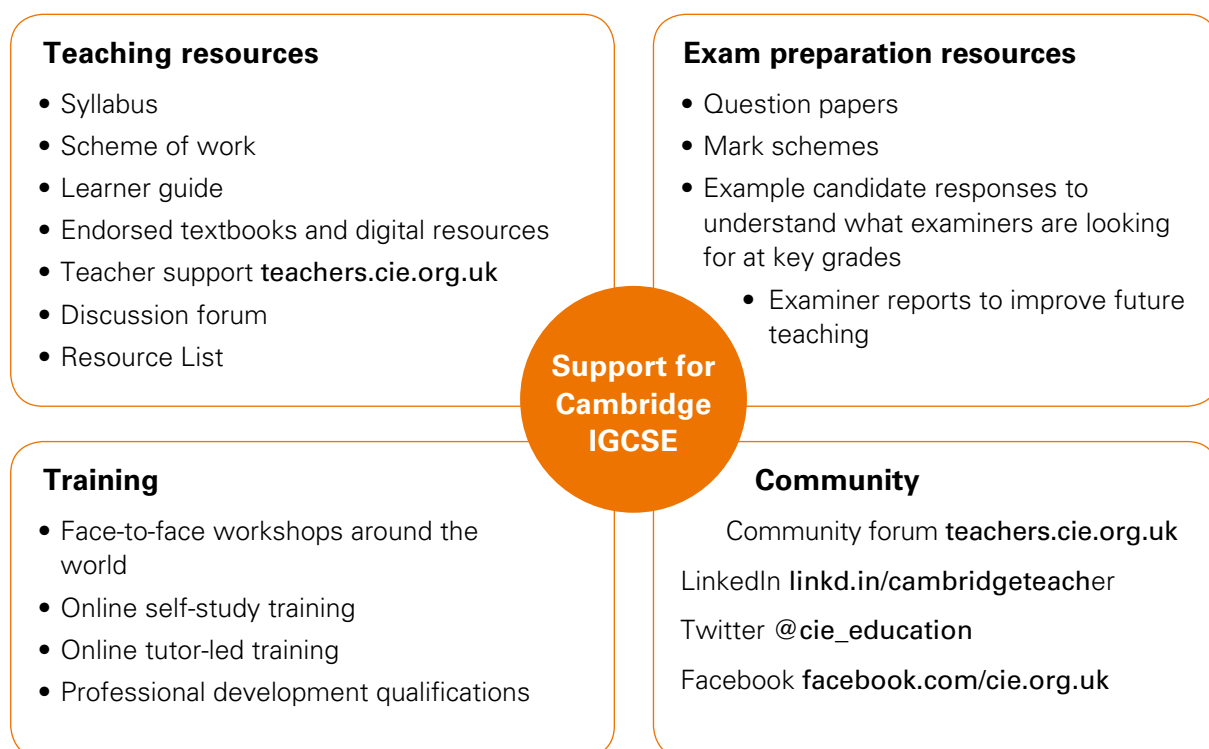 Teaching resources
• Syllabus
• Scheme of work
• Learner guide
• Endorsed textbooks and digital resources
• Teacher support teachers.cie.org.uk
• Discussion forum
• Resource List
Exam preparation resources
• Question papers
• Mark schemes
• Example candidate responses to
understand what examiners are looking
for at key grades
• Examiner reports to improve future
teaching
Support for
Cambridge
IGCSE
Training
• Face-to-face workshops around the
world
• Online self-study training
• Online tutor-led training
• Professional development qualifications
Community
Community forum teachers.cie.org.uk
LinkedIn linkd.in/cambridgeteacher
Twitter @cie_education
Facebook facebook.com/cie.org.uk